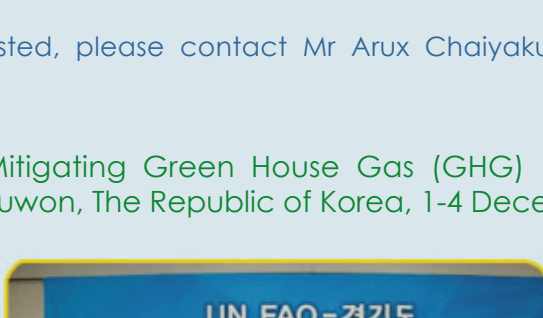 sted, please contact Mr Arux Chaiyaku
Mitigating Green House Gas (GHG)
uwon, The Republic of Korea, 1-4 Dece
UN FAO-경기도